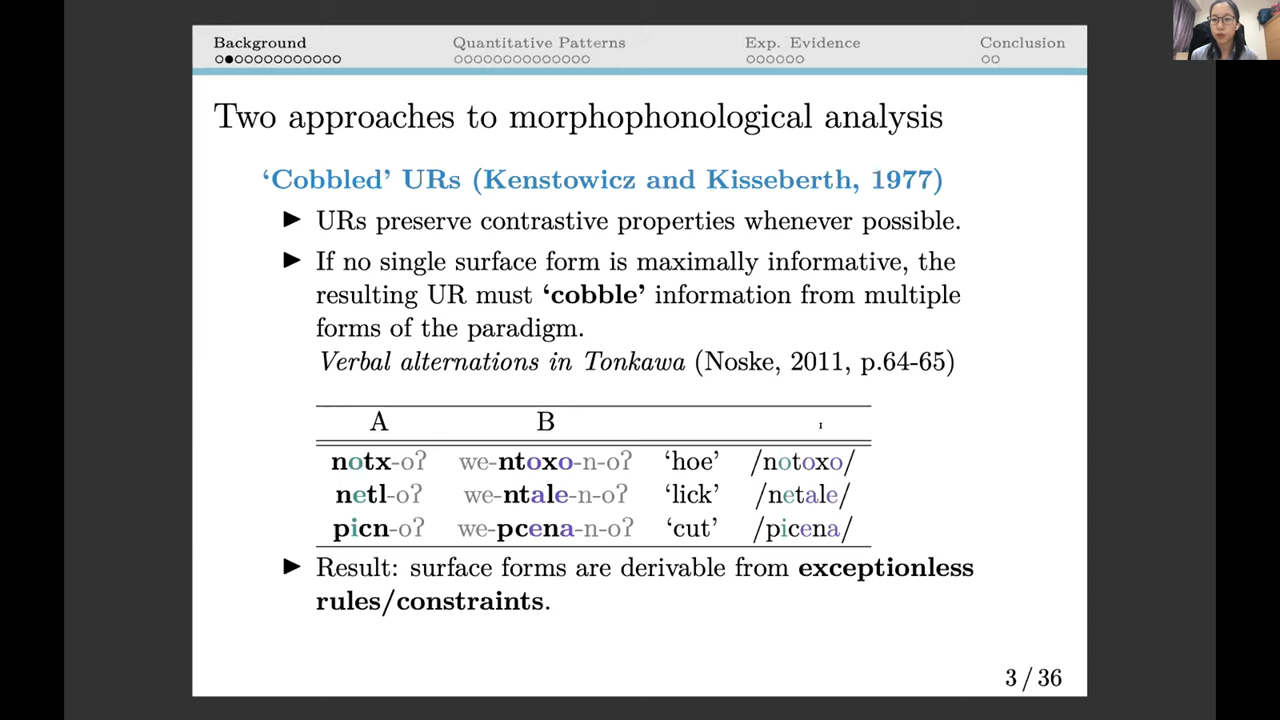 Background Quantitative Patterns Exp. Evidence Conclusion
Two approaches to morphophonological analysis
‘Cobbled’ URs (Kenstowicz and Kisseberth, 1977)
▶ URs preserve contrastive properties whenever possible.
▶ If no single surface form is maximally informative, the
resulting UR must ‘cobble’ information from multiple
forms of the paradigm.
Verbal alternations in Tonkawa (Noske, 2011, p.64-65)
A B
notx-oʔ we-ntoxo-n-oʔ ‘hoe’ /notoxo/
netl-oʔ we-ntale-n-oʔ ‘lick’ /netale/
picn-oʔ we-pcena-n-oʔ ‘cut’ /picena/
▶ Result: surface forms are derivable from exceptionless
rules/constraints.
3 / 36